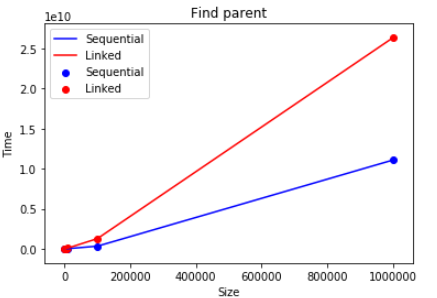 Find parent
1e10
Sequential
Linked
Sequential
Linked
2.5
2.0
1.5
1.0
0.5
0.0
Time
0 200000 400000 600000 800000 1000000
Size